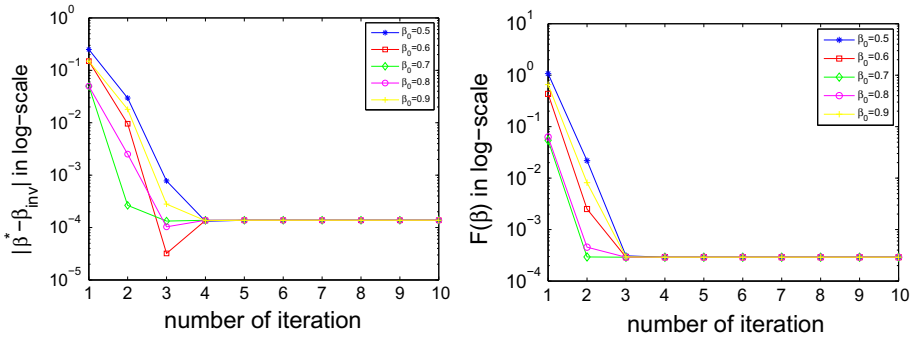 10^0
10^-1
10^-2
10^-3
10^-4
10^-5
|β^*−β_inv| in log−scale
1 2 3 4 5 6 7 8 9 10
number of iteration
β_0=0.5
β_0=0.6
β_0=0.7
β_0=0.8
β_0=0.9
10^1
10^0
10^-1
10^-2
10^-3
10^-4
F(β) in log−scale
1 2 3 4 5 6 7 8 9 10
number of iteration
β_0=0.5
β_0=0.6
β_0=0.7
β_0=0.8
β_0=0.9